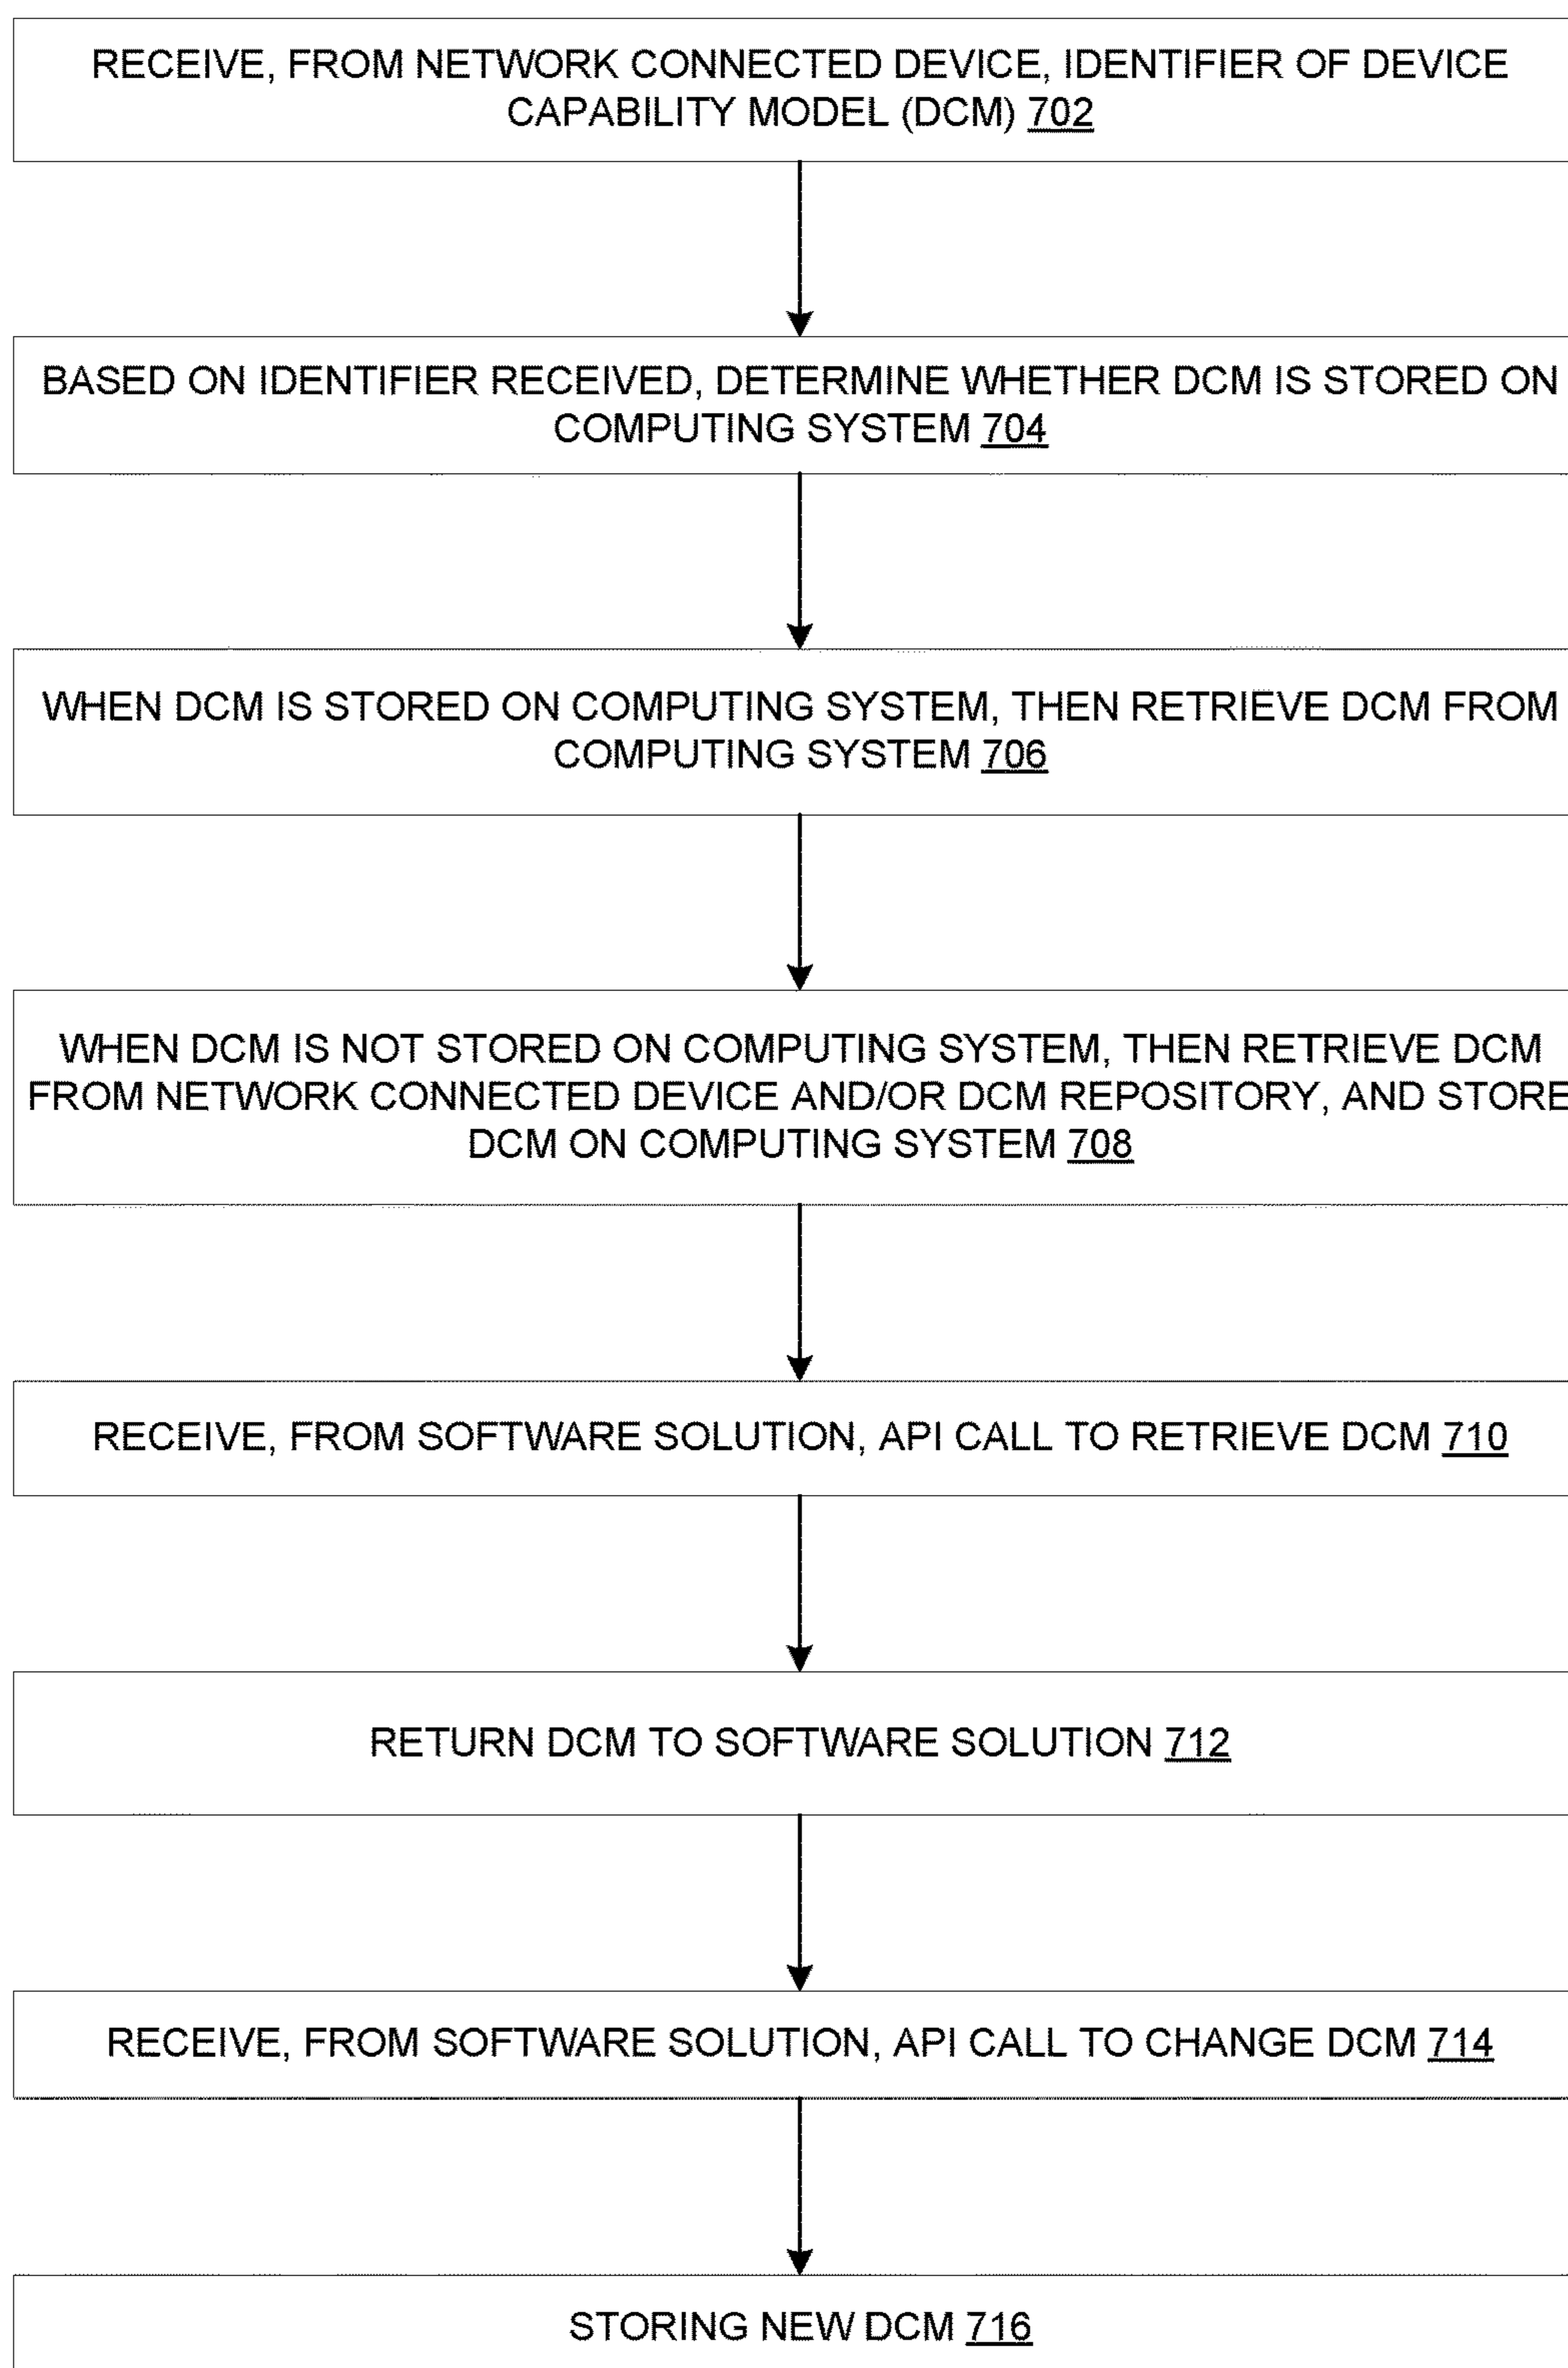 RECEIVE, FROM NETWORK CONNECTED DEVICE, IDENTIFIER OF DEVICE
CAPABILITY MODEL (DCM) 702
BASED ON IDENTIFIER RECEIVED, DETERMINE WHETHER DCM IS STORED ON
COMPUTING SYSTEM 704
WHEN DCM IS STORED ON COMPUTING SYSTEM, THEN RETRIEVE DCM FROM
COMPUTING SYSTEM 706
WHEN DCM IS NOT STORED ON COMPUTING SYSTEM, THEN RETRIEVE DCM
FROM NETWORK CONNECTED DEVICE AND/OR DCM REPOSITORY, AND STORE
DCM ON COMPUTING SYSTEM 708
RECEIVE, FROM SOFTWARE SOLUTION, API CALL TO RETRIEVE DCM 710
RETURN DCM TO SOFTWARE SOLUTION 712
RECEIVE, FROM SOFTWARE SOLUTION, API CALL TO CHANGE DCM 714
STORING NEW DCM 716